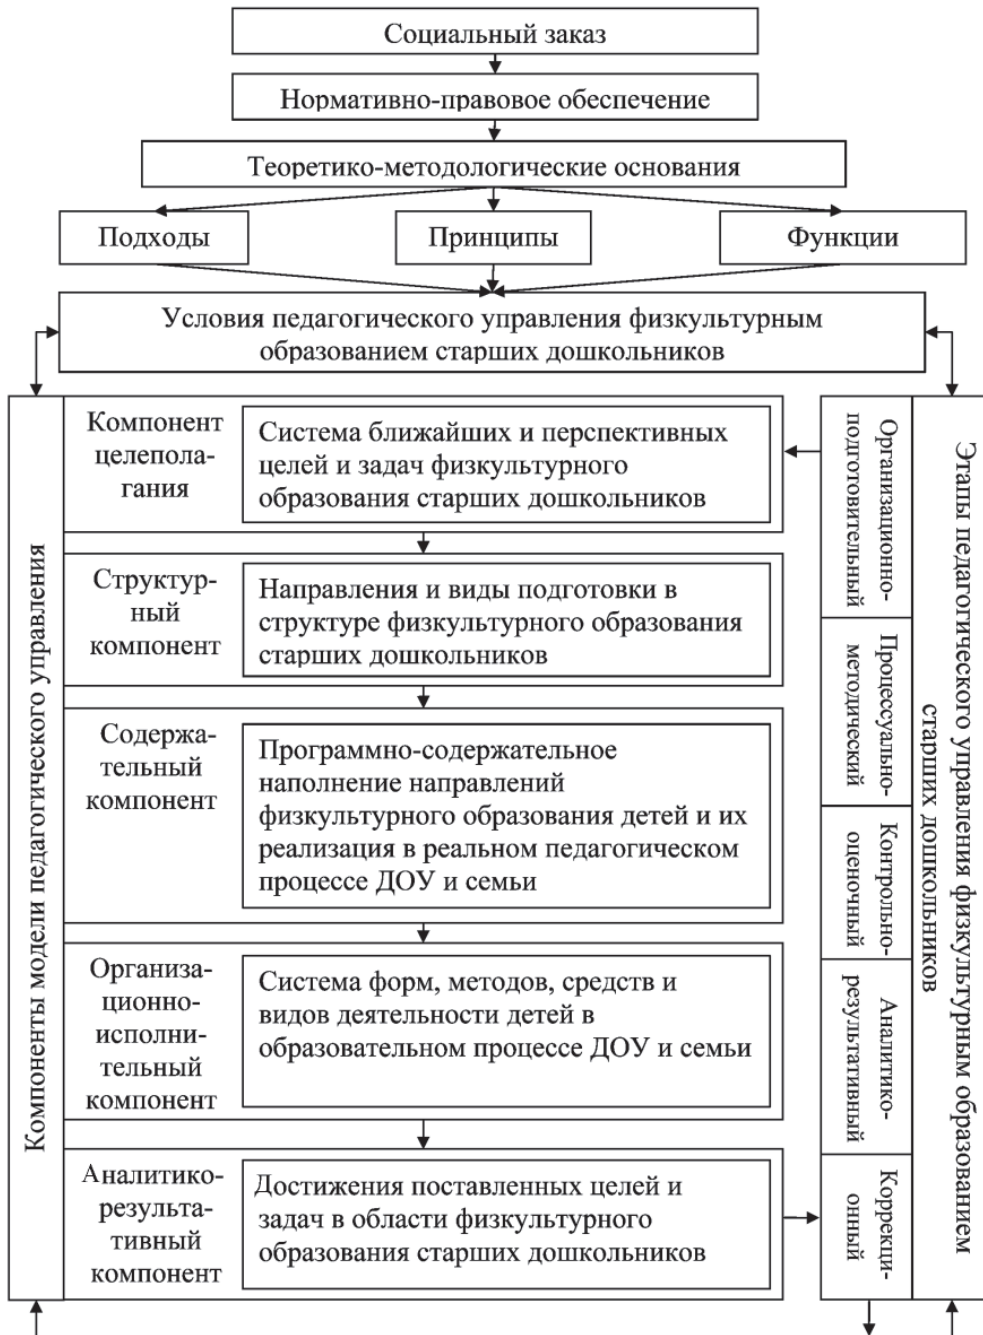 Социальный заказ
Нормативно-правовое обеспечение
Теоретико-методологические основания
Подходы
Принципы
Функции
Условия педагогического управления физкультурным
образованием старших дошкольников
Компоненты модели педагогического управления
Компонент
целепола-
гания
Система ближайших и перспективных
целей и задач физкультурного
образования старших дошкольников
Структур-
ный
компонент
Направления и виды подготовки в
структуре физкультурного образования
старших дошкольников
Содержа-
тельный
компонент
Программно-содержательное
наполнение направлений
физкультурного образования детей и их
реализация в реальном педагогическом
процессе ДОУ и семьи
Организа-
ционно-
исполни-
тельный
компонент
Система форм, методов, средств и
видов деятельности детей в
образовательном процессе ДОУ и семьи
Аналитико-
результа-
тивный
компонент
Достижения поставленных целей и
задач в области физкультурного
образования старших дошкольников
Организационно-
подготовительный
Процессуально-
методический
Контрольно-
оценочный
Аналитико-
результативный
Коррекци-
онный
Этапы педагогического управления физкультурным образованием
старших дошкольников